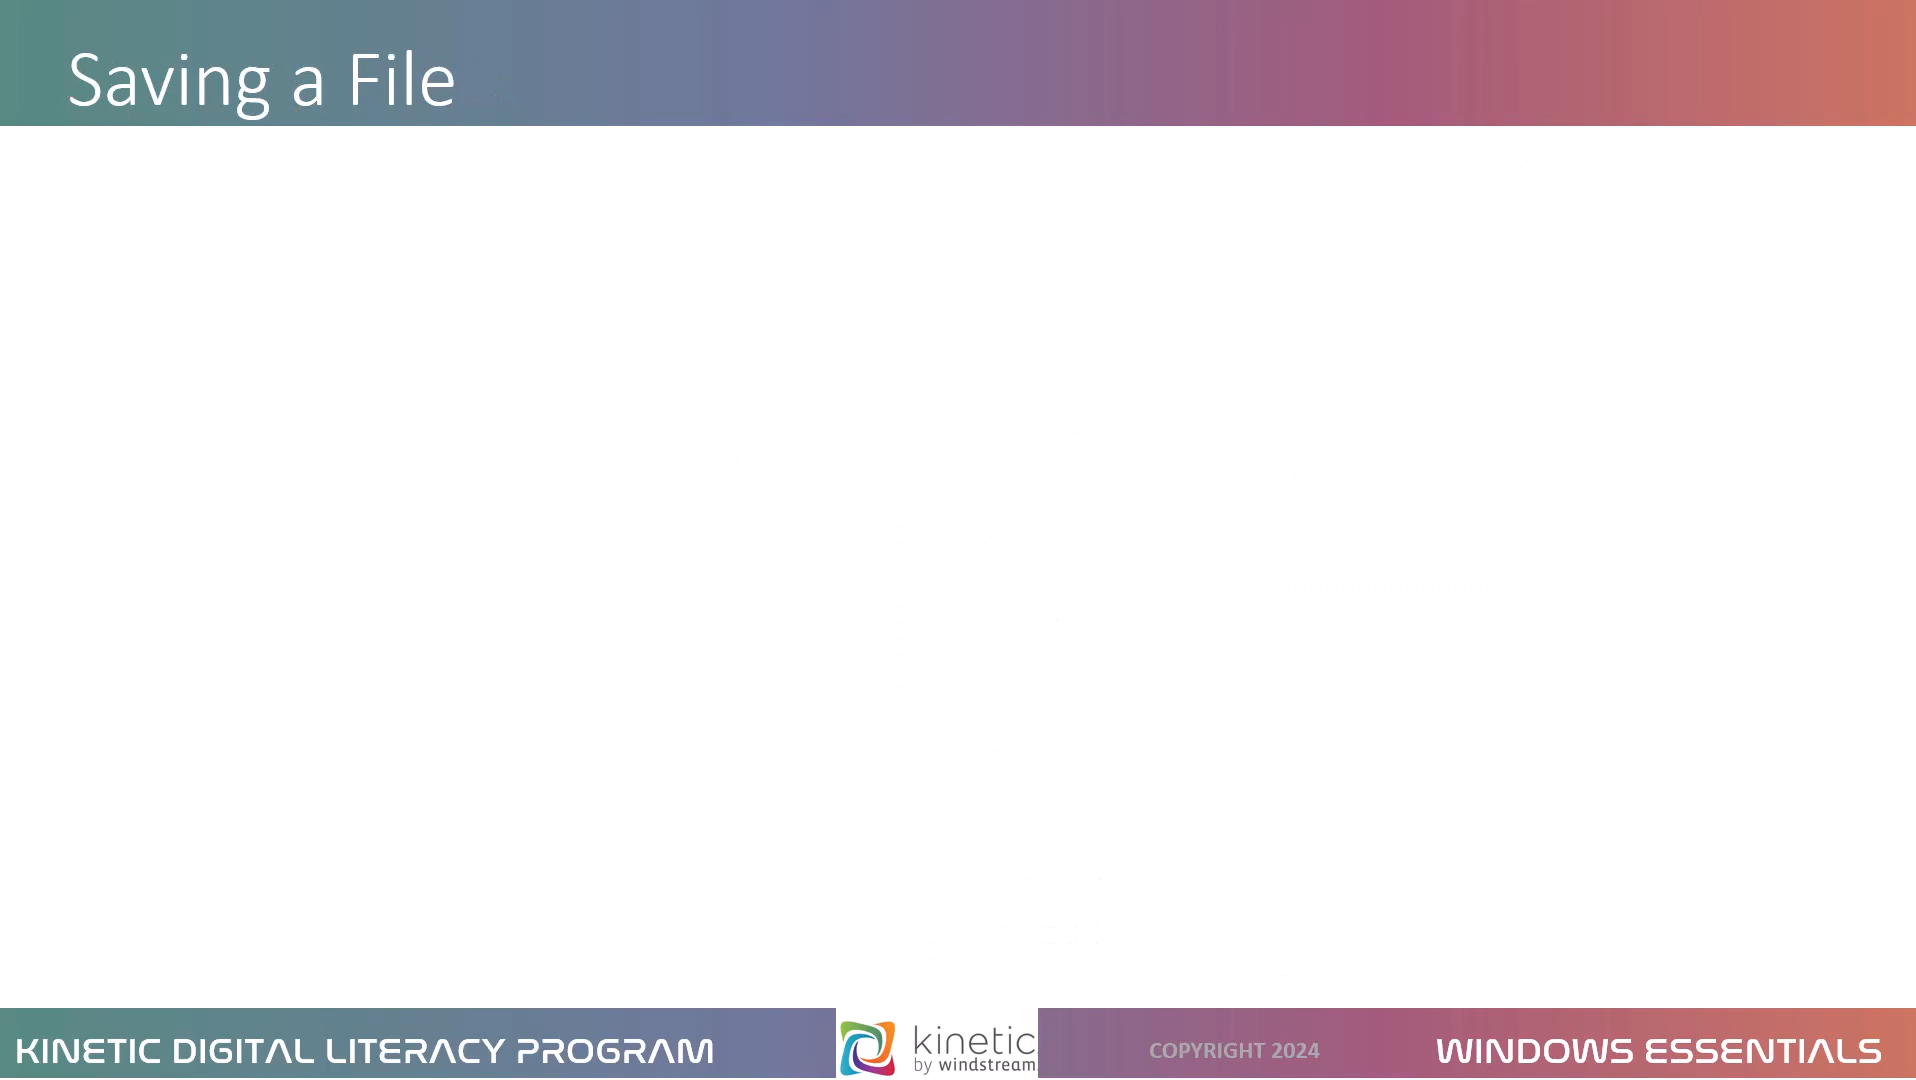 Saving a File
KINETIC DIGITAL LITERACY PROGRAM
kinetic
by windstream
COPYRIGHT 2024
WINDOWS ESSENTIALS